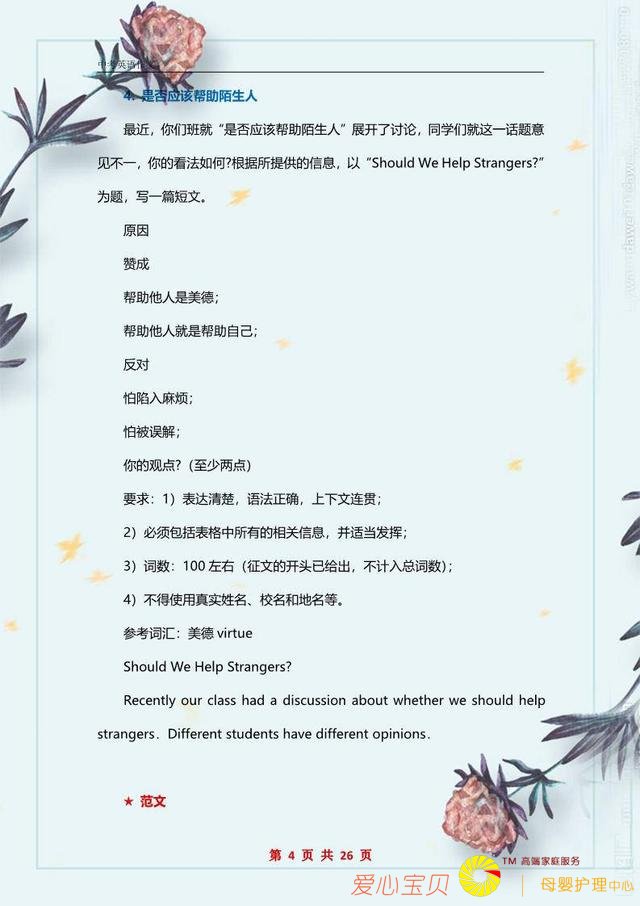 中考英语作文
4. 是否应该帮助陌生人
最近，你们班就“是否应该帮助陌生人”展开了讨论，同学们就这一话题意
见不一，你的看法如何?根据所提供的信息，以“Should We Help Strangers?”
为题，写一篇短文。
原因
赞成
帮助他人是美德；
帮助他人就是帮助自己；
反对
怕陷入麻烦；
怕被误解；
你的观点?（至少两点）
要求：1）表达清楚，语法正确，上下文连贯；
2）必须包括表格中所有的相关信息，并适当发挥；
3）词数：100 左右（征文的开头已给出，不计入总词数）；
4）不得使用真实姓名、校名和地名等。
参考词汇：美德 virtue
Should We Help Strangers?
Recently our class had a discussion about whether we should help
strangers．Different students have different opinions．
★ 范文
第 4 页 共 26 页
TM 高端家庭服务
爱心宝贝 | 母婴护理中心